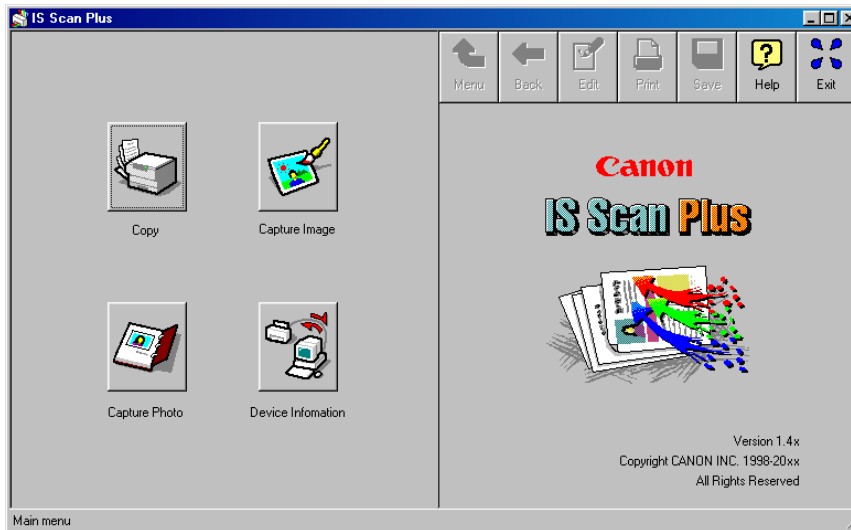 IS Scan Plus
Menu Back Edit Print Save Help Exit
Copy Capture Image
Capture Photo Device Infomation
Canon
IS Scan Plus
Version 1.4x
Copyright CANON INC. 1998-20xx
All Rights Reserved
Main menu